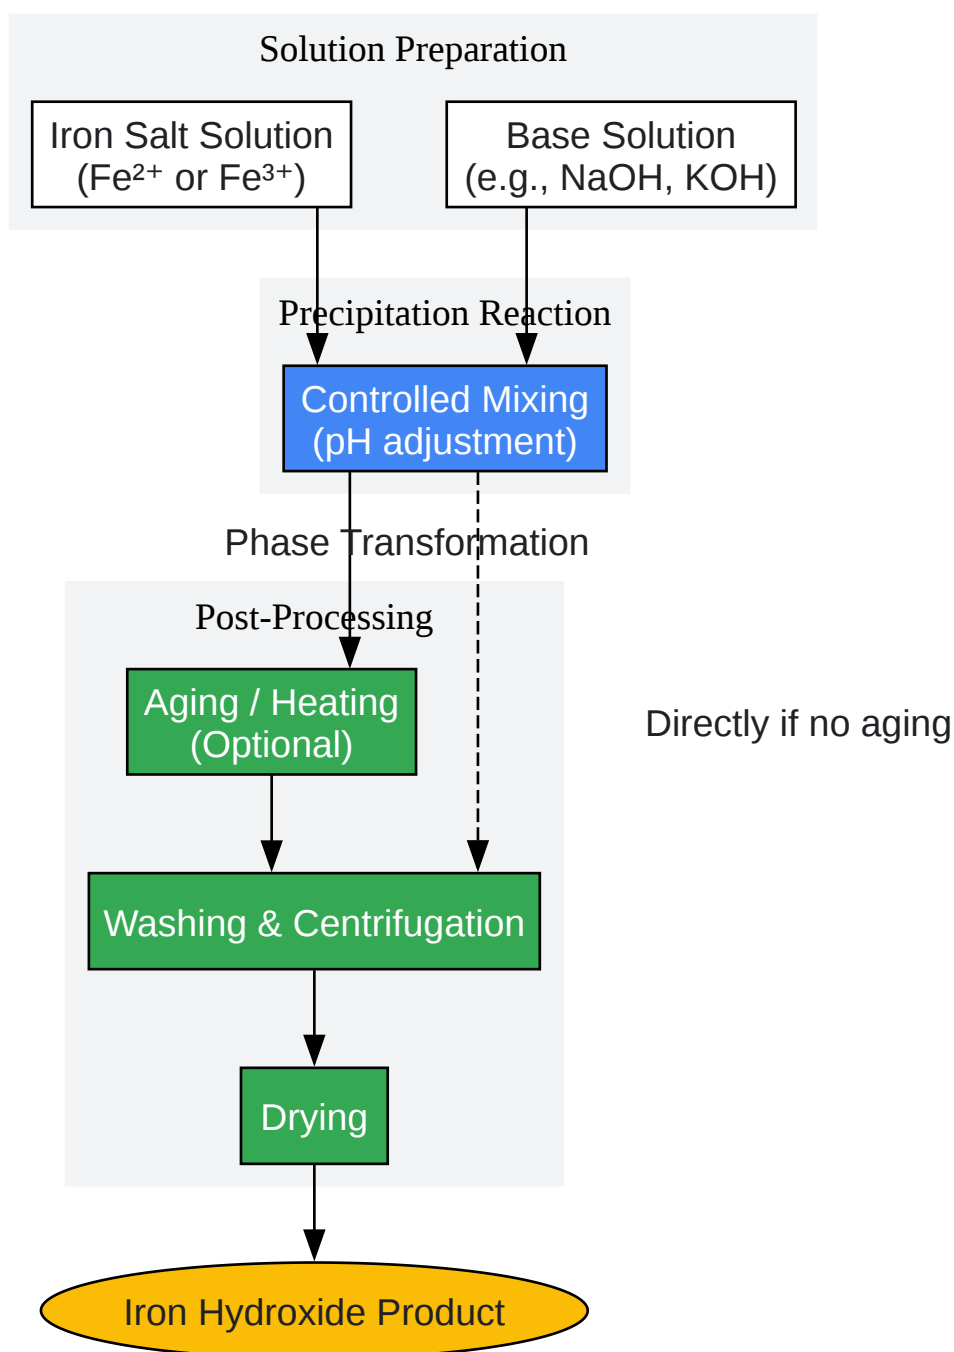 Solution Preparation
Iron Salt Solution
(Fe²⁺ or Fe³⁺)
Base Solution
(e.g., NaOH, KOH)
Precipitation Reaction
Controlled Mixing
(pH adjustment)
Phase Transformation
Post-Processing
Aging / Heating
(Optional)
Directly if no aging
Washing & Centrifugation
Drying
Iron Hydroxide Product